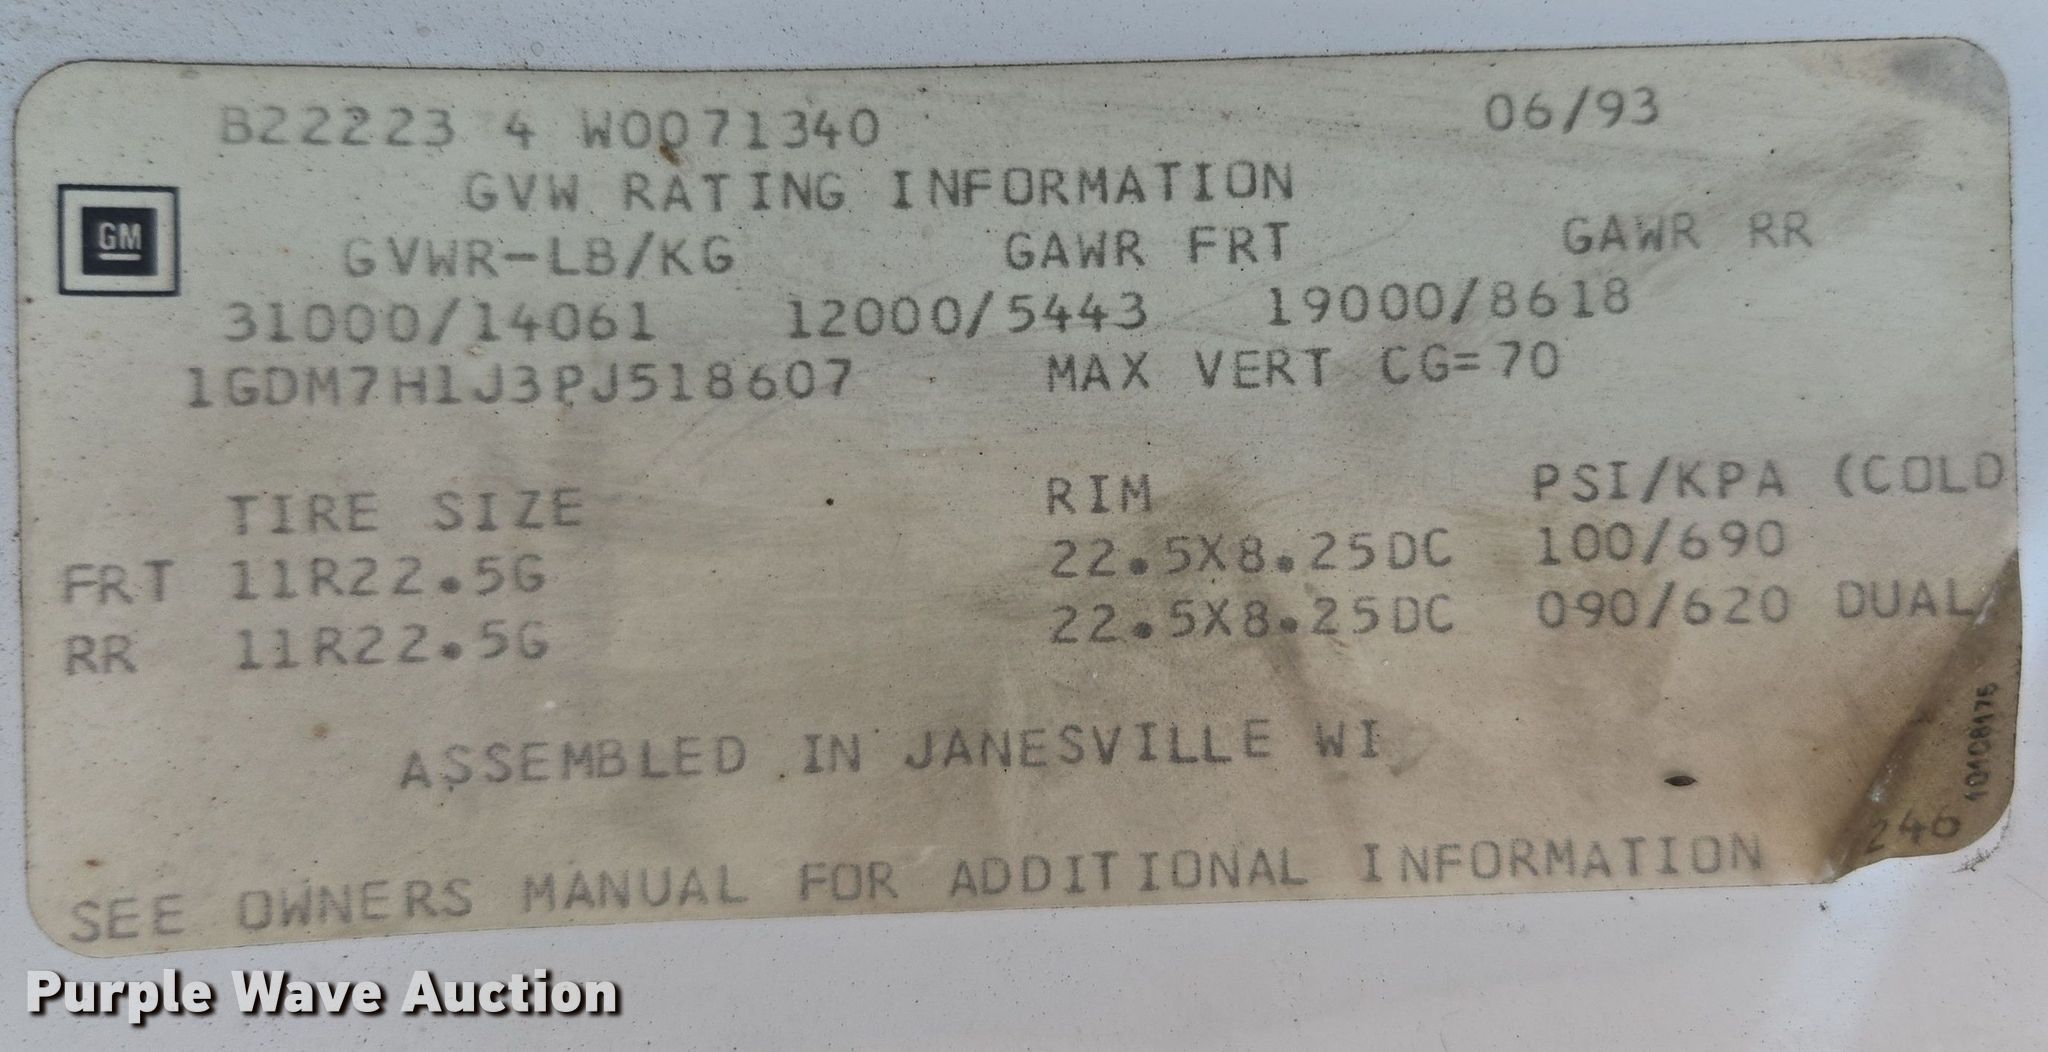 B22223 4 W0Q71340 06/93
GVW RATING INFORMATION
GM
GVWR-LB/KG GAWR FRT GAWR RR
31000/14061 12000/5443 19000/8618
1GDM7H1J3PJ518607 MAX VERT CG=70
TIRE SIZE RIM PSI/KPA (COLD
FRT 11R22.5G 22.5X8.25DC 100/690
RR 11R22.5G 22.5X8.25DC 090/620 DUAL
ASSEMBLED IN JANESVILLE WI
10108175
246
SEE OWNERS MANUAL FOR ADDITIONAL INFORMATION
Purple Wave Auction